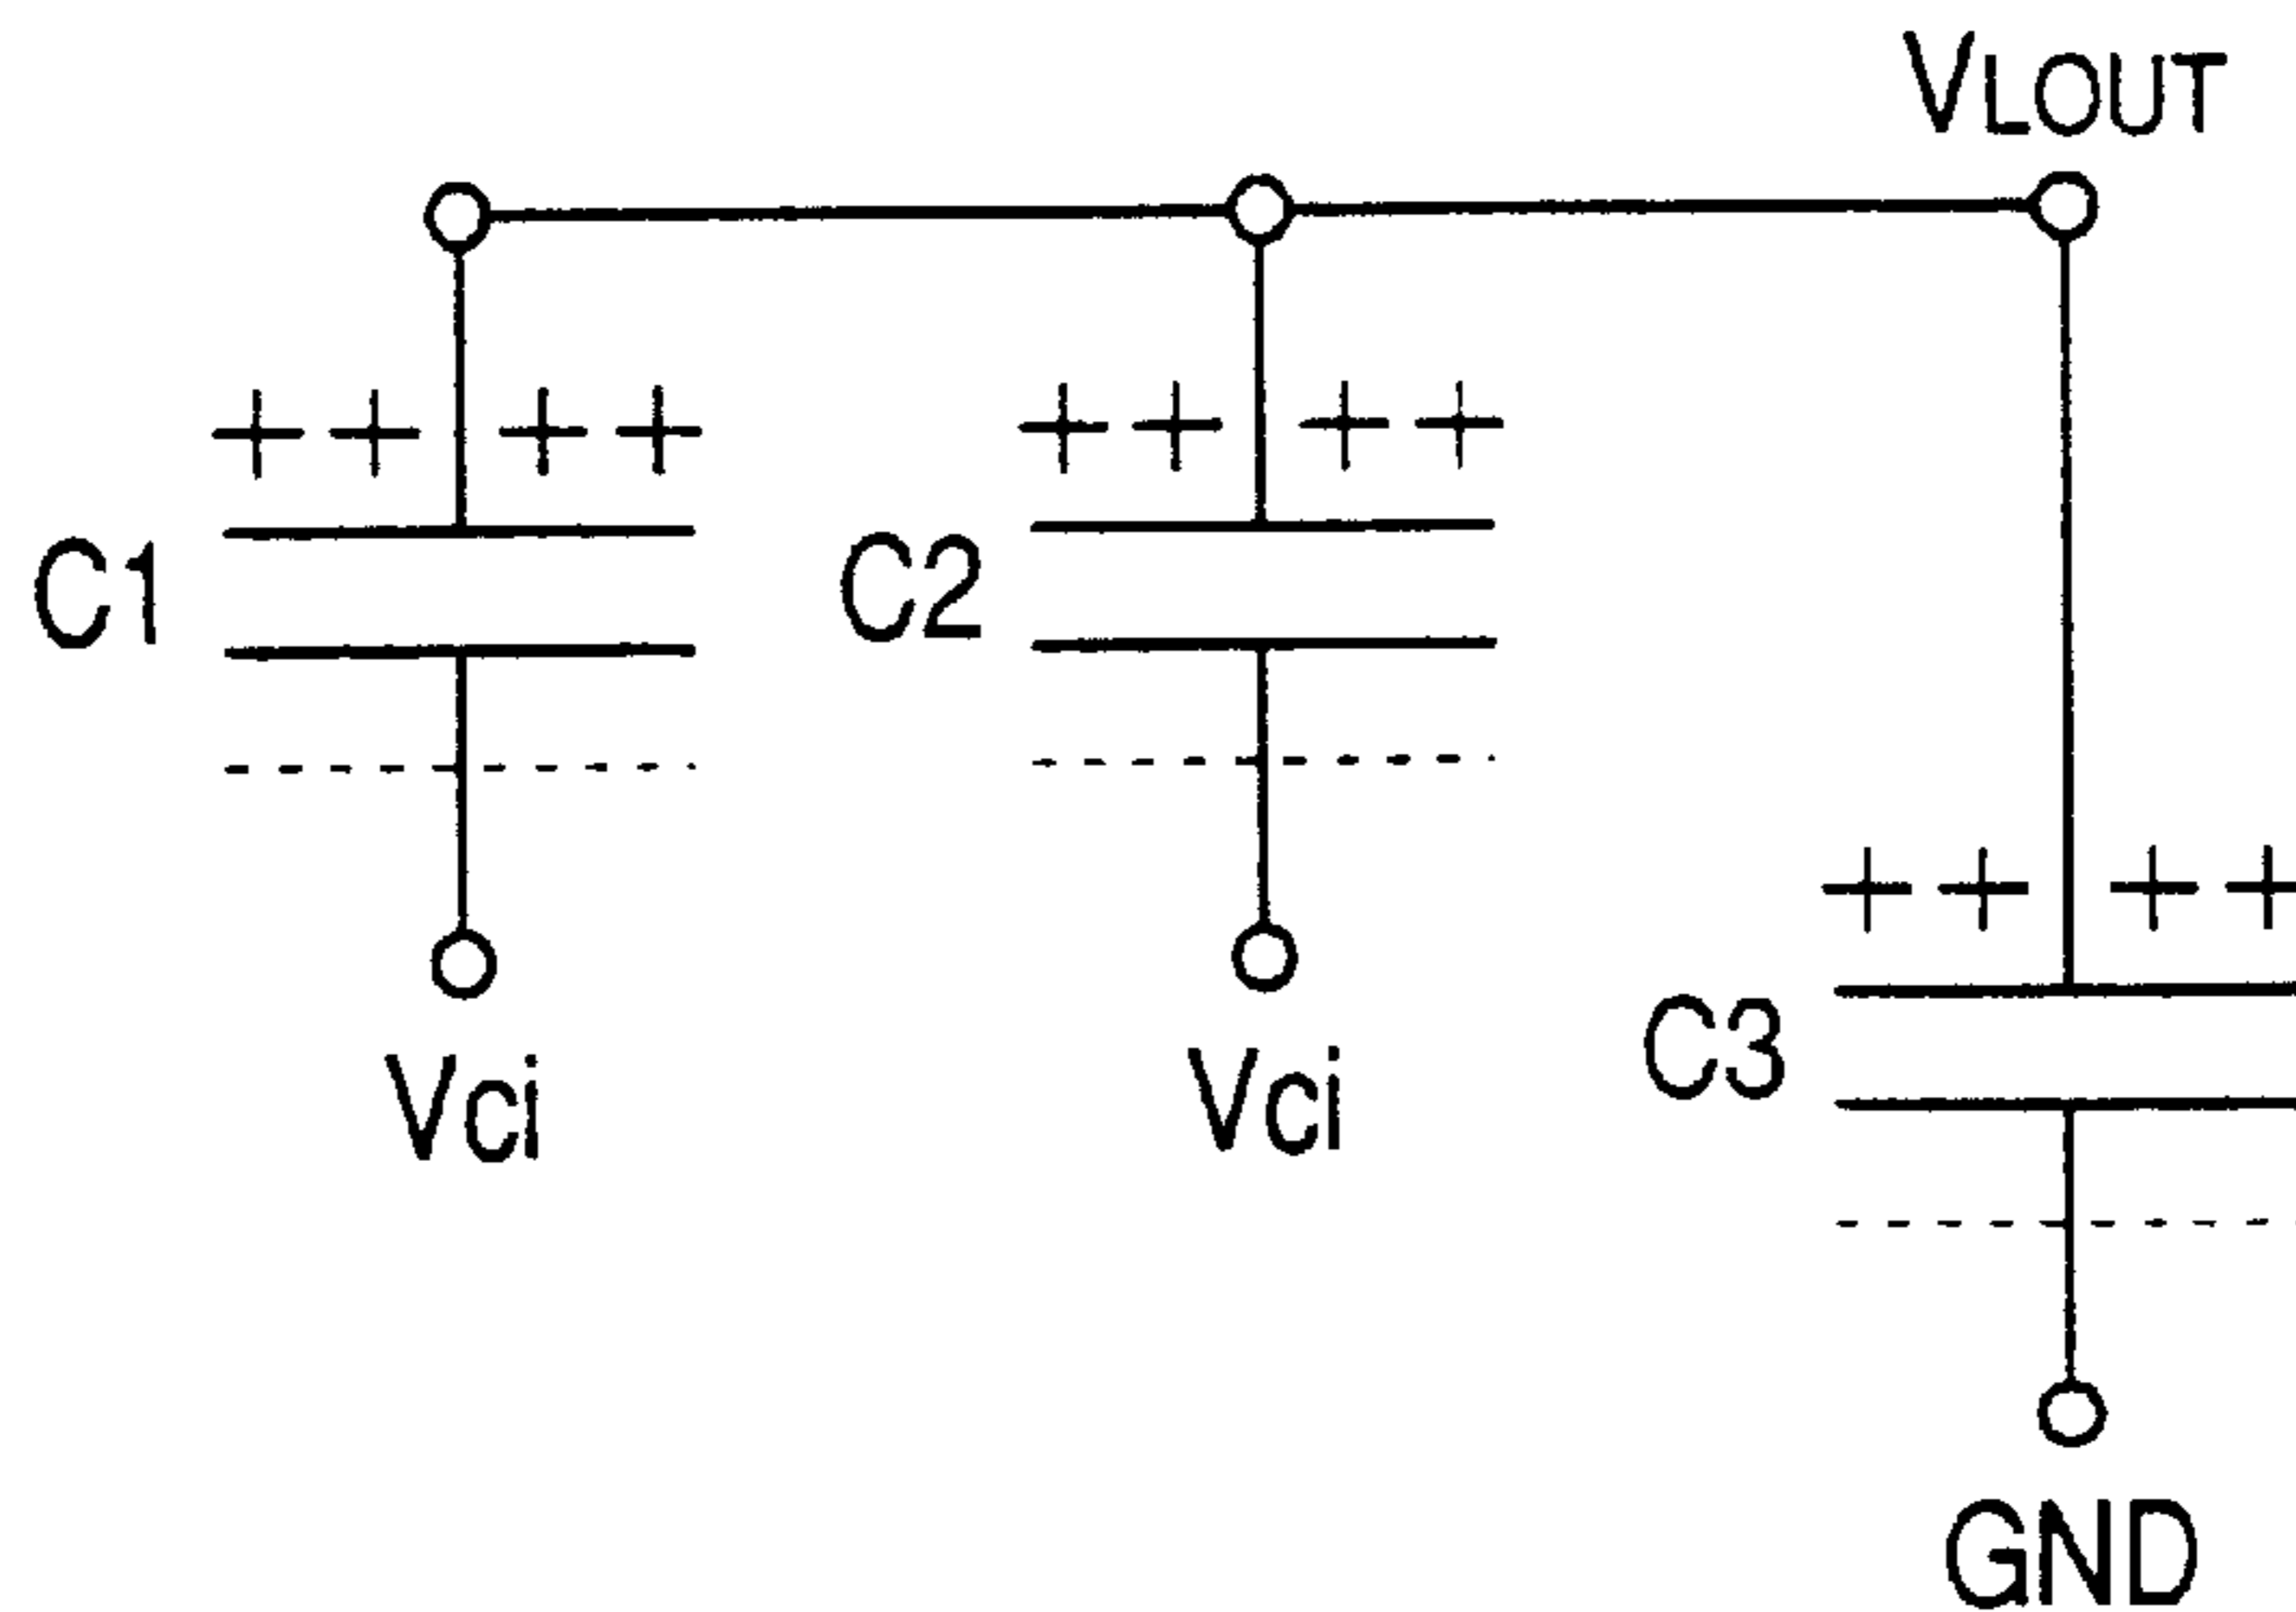 VLOUT
+ + + +
+ + + +
C1
C2
+ + + +
C3
Vci
Vci
GND